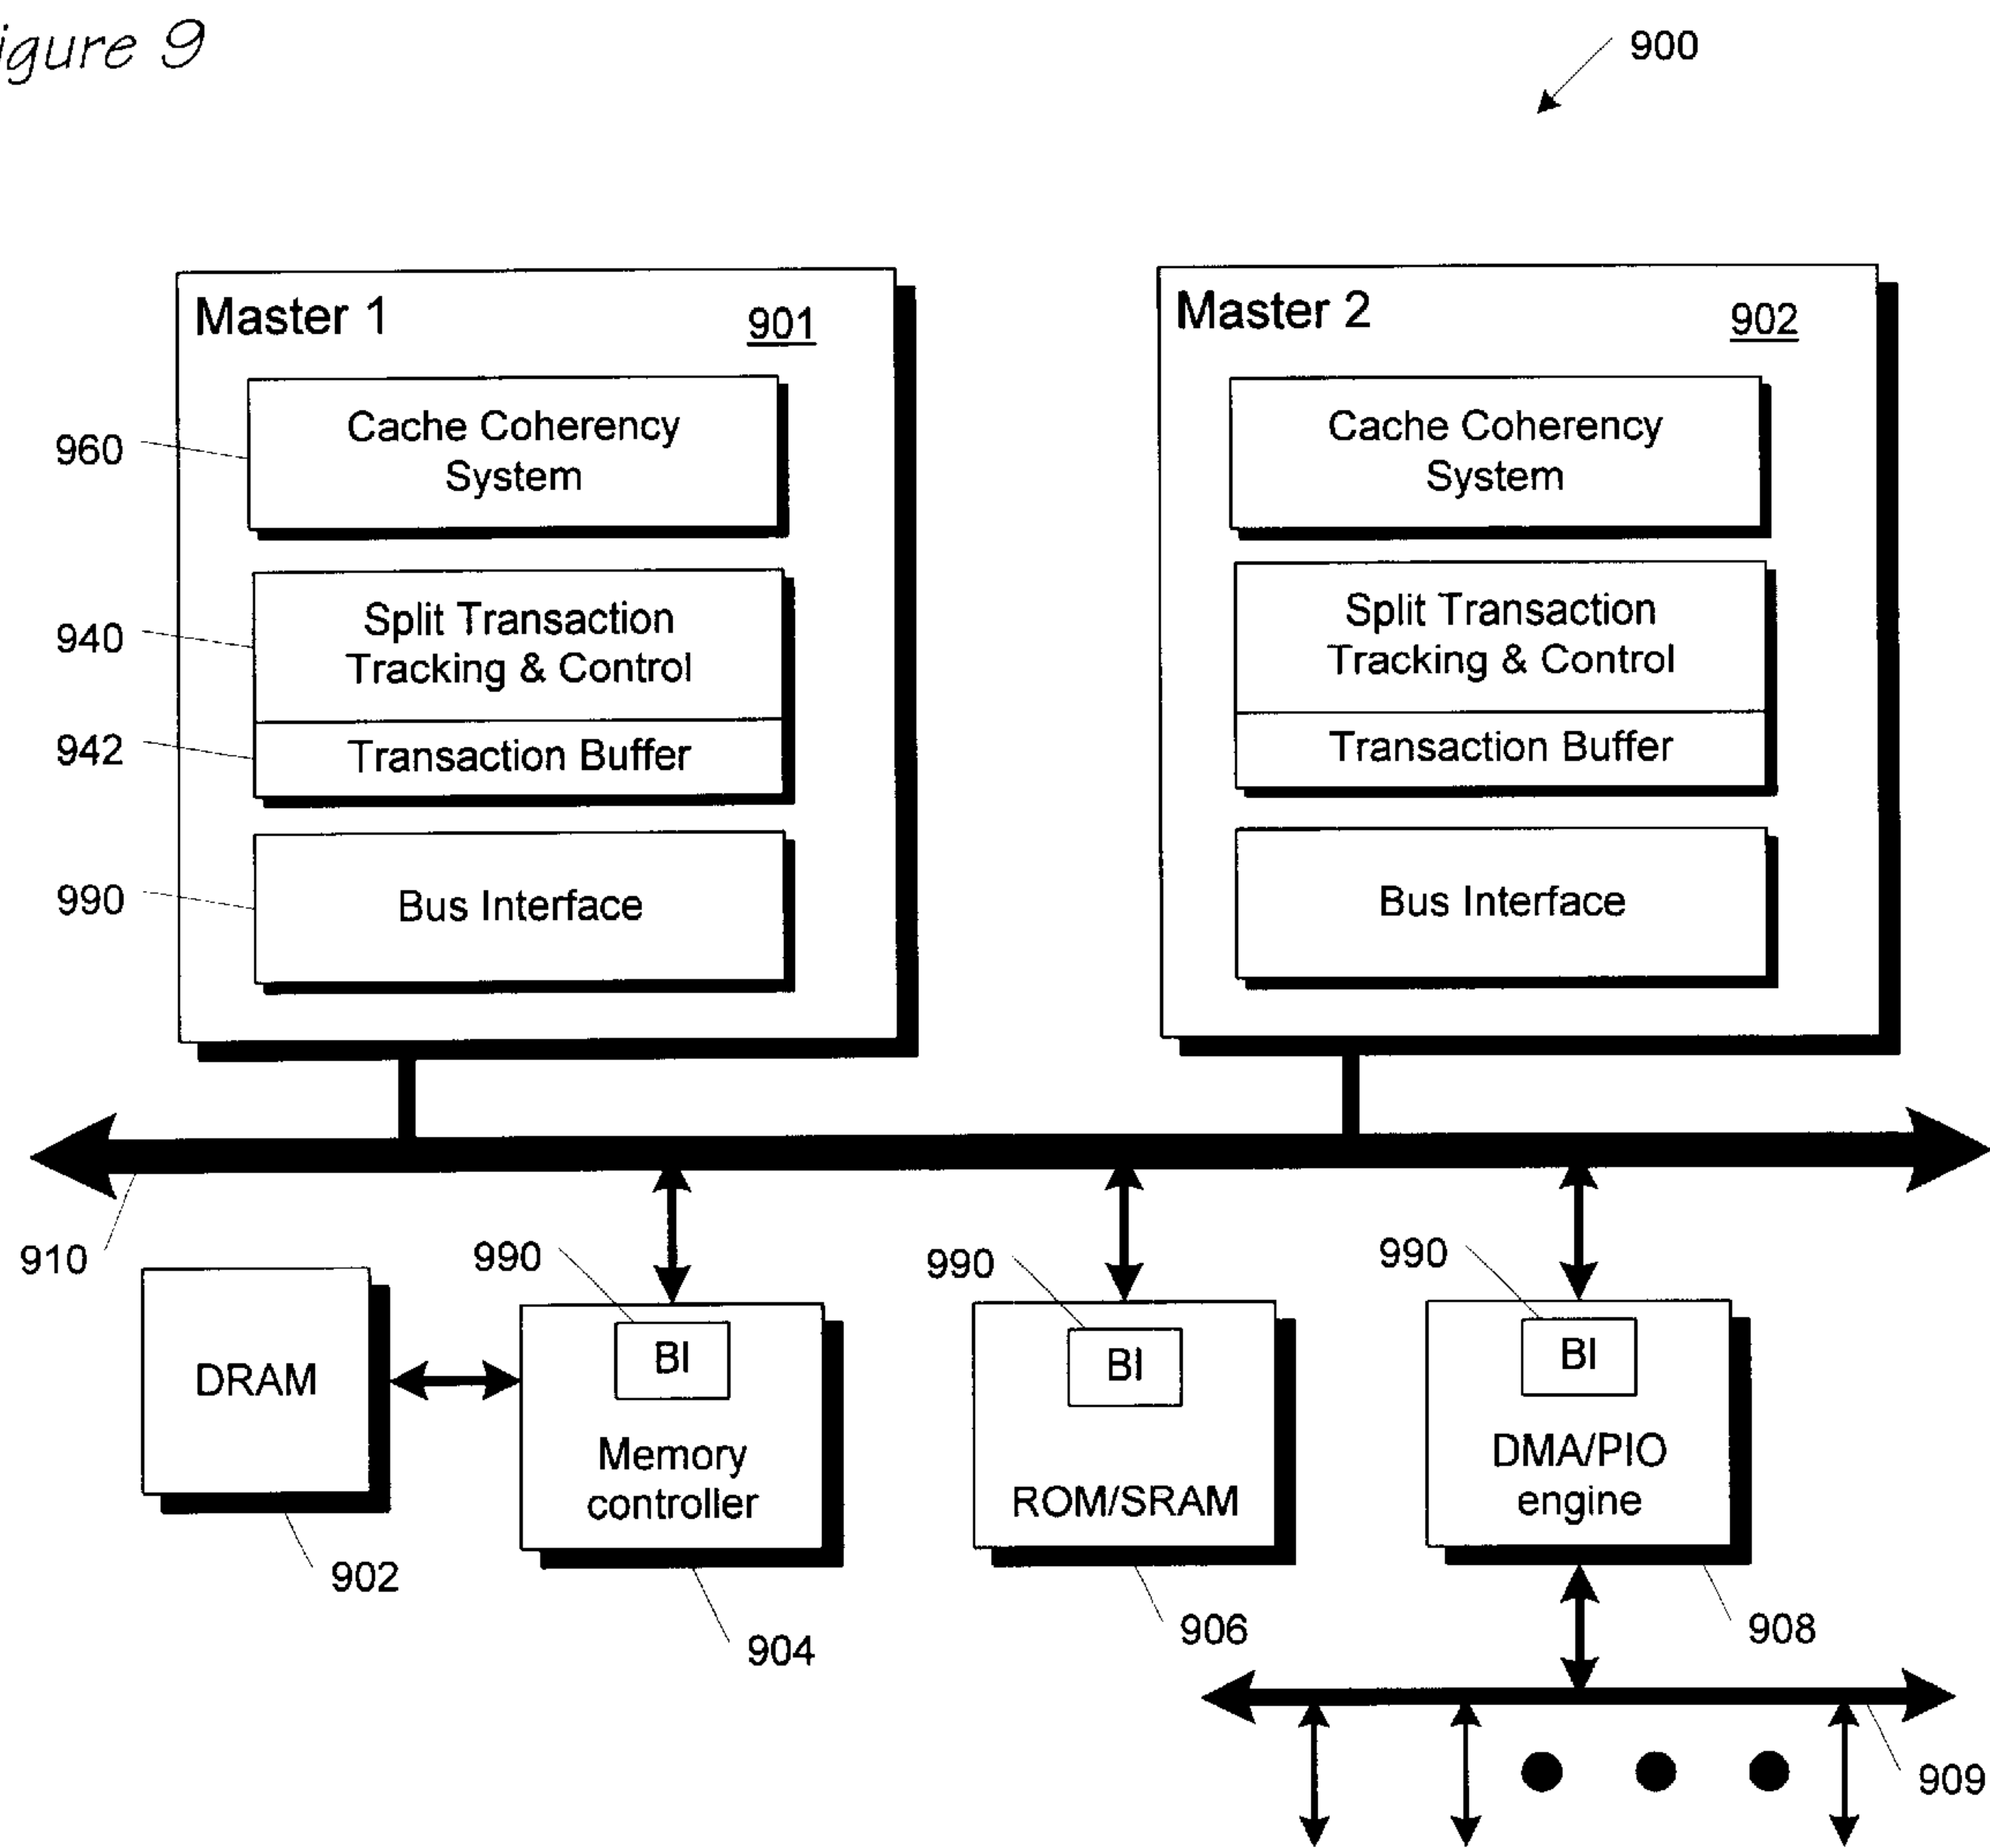 igure 9
900
Master 1
901
Cache Coherency
System
960
Split Transaction
Tracking & Control
940
Transaction Buffer
942
Bus Interface
990
Master 2
902
Cache Coherency
System
Split Transaction
Tracking & Control
Transaction Buffer
Bus Interface
910
DRAM
902
990
BI
Memory
controller
904
990
BI
ROM/SRAM
906
990
BI
DMA/PIO
engine
908
909